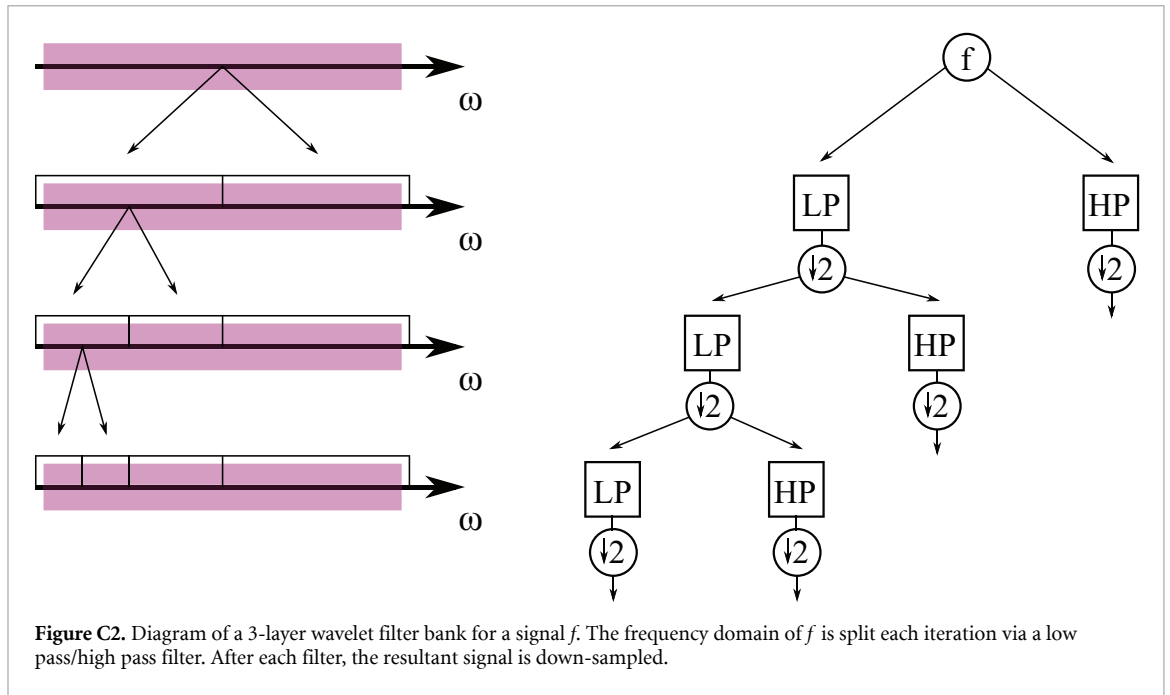 f
ω
LP
HP
ω
↓2
↓2
LP
HP
ω
↓2
↓2
LP
HP
ω
↓2
↓2
Figure C2. Diagram of a 3-layer wavelet filter bank for a signal f. The frequency domain of f is split each iteration via a low
pass/high pass filter. After each filter, the resultant signal is down-sampled.